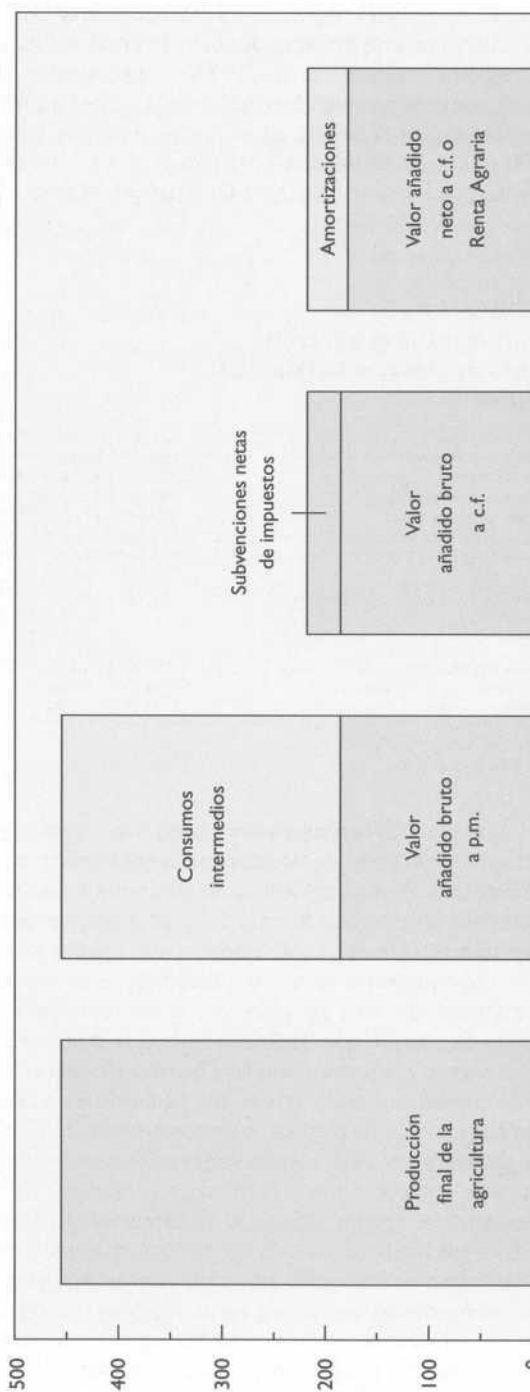 500
400
300
200
100
0
Producción
final de la
agricultura
Consumos
intermedios
Valor
añadido bruto
a p.m.
Subvenciones netas
de impuestos
Valor
añadido bruto
a c.f.
Amortizaciones
Valor añadido
neto a c.f. o
Renta Agraria